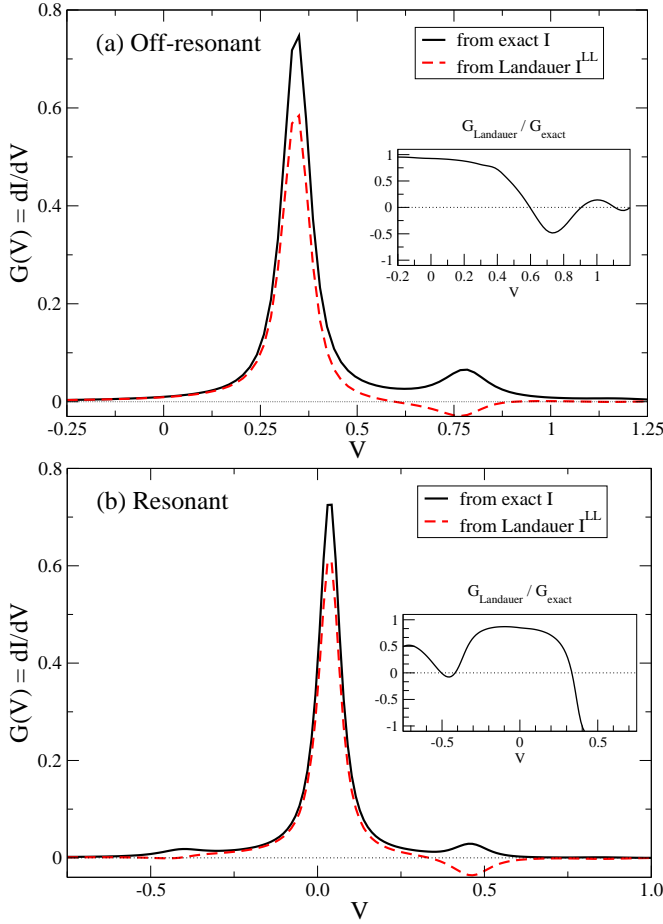 (a) Off-resonant
from exact I
from Landauer I^LL
G(V) = dI/dV
0.8
0.6
0.4
0.2
0
-0.25
0
0.25
0.5
0.75
1
1.25
V
G_Landauer / G_exact
1
0.5
0
-0.5
-1
-0.2
0
0.2
0.4
0.6
0.8
1
V
(b) Resonant
from exact I
from Landauer I^LL
G(V) = dI/dV
0.8
0.6
0.4
0.2
0
-0.5
0.0
0.5
1.0
V
G_Landauer / G_exact
1
0.5
0
-0.5
-1
-0.5
0
0.5
V